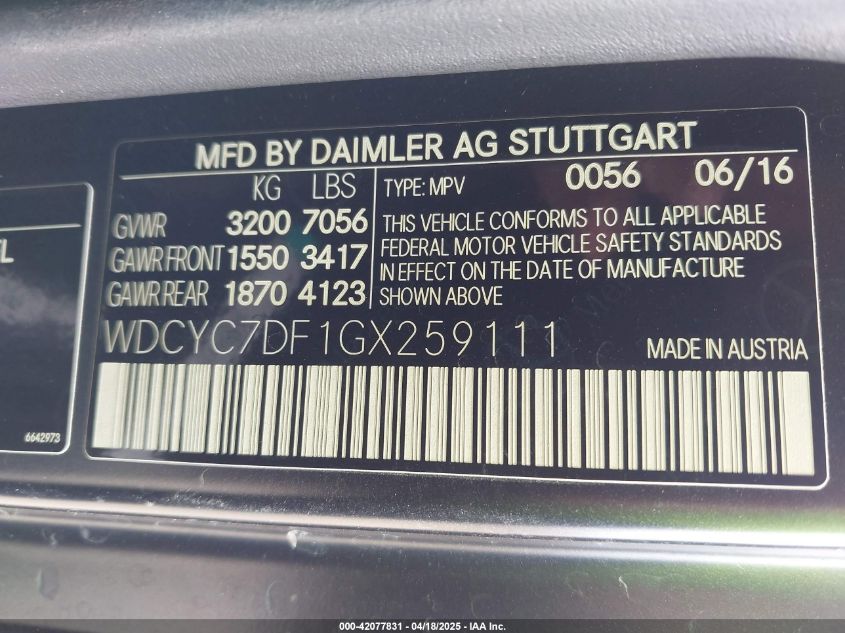 MFD BY DAIMLER AG STUTTGART
KG LBS
GVWR 3200 7056
GAWR FRONT 1550 3417
GAWR REAR 1870 4123
TYPE: MPV 0056 06/16
THIS VEHICLE CONFORMS TO ALL APPLICABLE
FEDERAL MOTOR VEHICLE SAFETY STANDARDS
IN EFFECT ON THE DATE OF MANUFACTURE
SHOWN ABOVE
WDCYC7DF1GX259111 MADE IN AUSTRIA
6642973
000-42077831 - 04/18/2025 - IAA Inc.